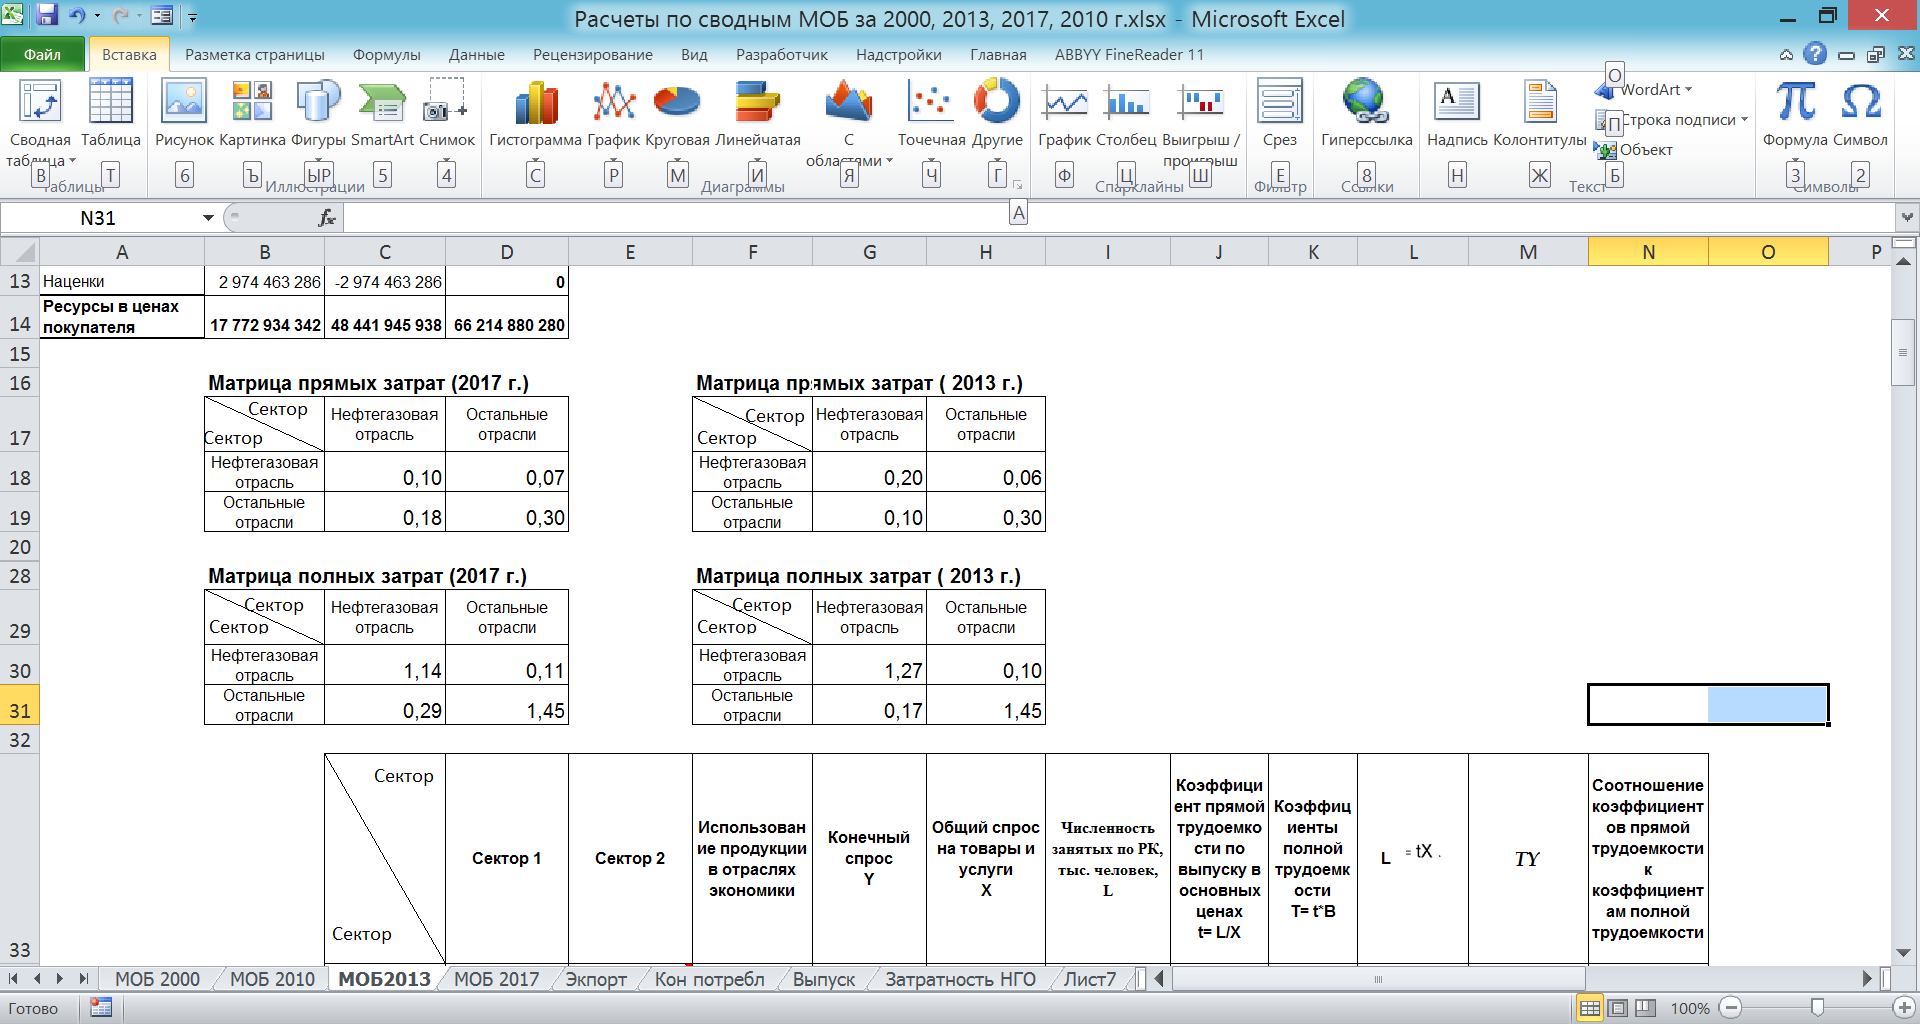 Расчеты по сводным МОБ за 2000, 2013, 2017, 2010 г.xlsx - Microsoft Excel
Файл Вставка Разметка страницы Формулы Данные Рецензирование Вид Разработчик Надстройки Главная ABBYY FineReader 11
Сводная таблица Таблица Рисунок Картинка Фигуры SmartArt Снимок Гистограмма График Круговая Линейчатая С областями Точечная Другие График Столбец Выигрыш / проигрыш Срез Гиперссылка Надпись Колонтитулы WordArt Строка подписи Объект Формула Символ
В Т 6 Ъ ЫР 5 4 С Р М И Я Ч Г Ф Ц Ш Е 8 Н Ж О П Б З 2
Таблицы Иллюстрации Диаграммы Спарклайны Фильтр Ссылки Текст Символы
А
N31 fx
A B C D E F G H I J K L M N O P
13 Наценки 2 974 463 286 -2 974 463 286 0
14 Ресурсы в ценах покупателя 17 772 934 342 48 441 945 938 66 214 880 280
15
16 Матрица прямых затрат (2017 г.) Матрица прямых затрат ( 2013 г.)
17 Сектор Сектор Нефтегазовая отрасль Остальные отрасли Сектор Сектор Нефтегазовая отрасль Остальные отрасли
18 Нефтегазовая отрасль 0,10 0,07 Нефтегазовая отрасль 0,20 0,06
19 Остальные отрасли 0,18 0,30 Остальные отрасли 0,10 0,30
20
28 Матрица полных затрат (2017 г.) Матрица полных затрат ( 2013 г.)
29 Сектор Сектор Нефтегазовая отрасль Остальные отрасли Сектор Сектор Нефтегазовая отрасль Остальные отрасли
30 Нефтегазовая отрасль 1,14 0,11 Нефтегазовая отрасль 1,27 0,10
31 Остальные отрасли 0,29 1,45 Остальные отрасли 0,17 1,45
32
33 Сектор Сектор Сектор 1 Сектор 2 Использование продукции в отраслях экономики Конечный спрос Y Общий спрос на товары и услуги X Численность занятых по РК, тыс. человек, L Коэффициент прямой трудоемкости по выпуску в основных ценах t= L/X Коэффициенты полной трудоемкости T= t*B L = tX . TY Соотношение коэффициентов прямой трудоемкости к коэффициентам полной трудоемкости
МОБ 2000 МОБ 2010 МОБ2013 МОБ 2017 Экспорт Кон потребл Выпуск Затратность НГО Лист7
Готово 100%